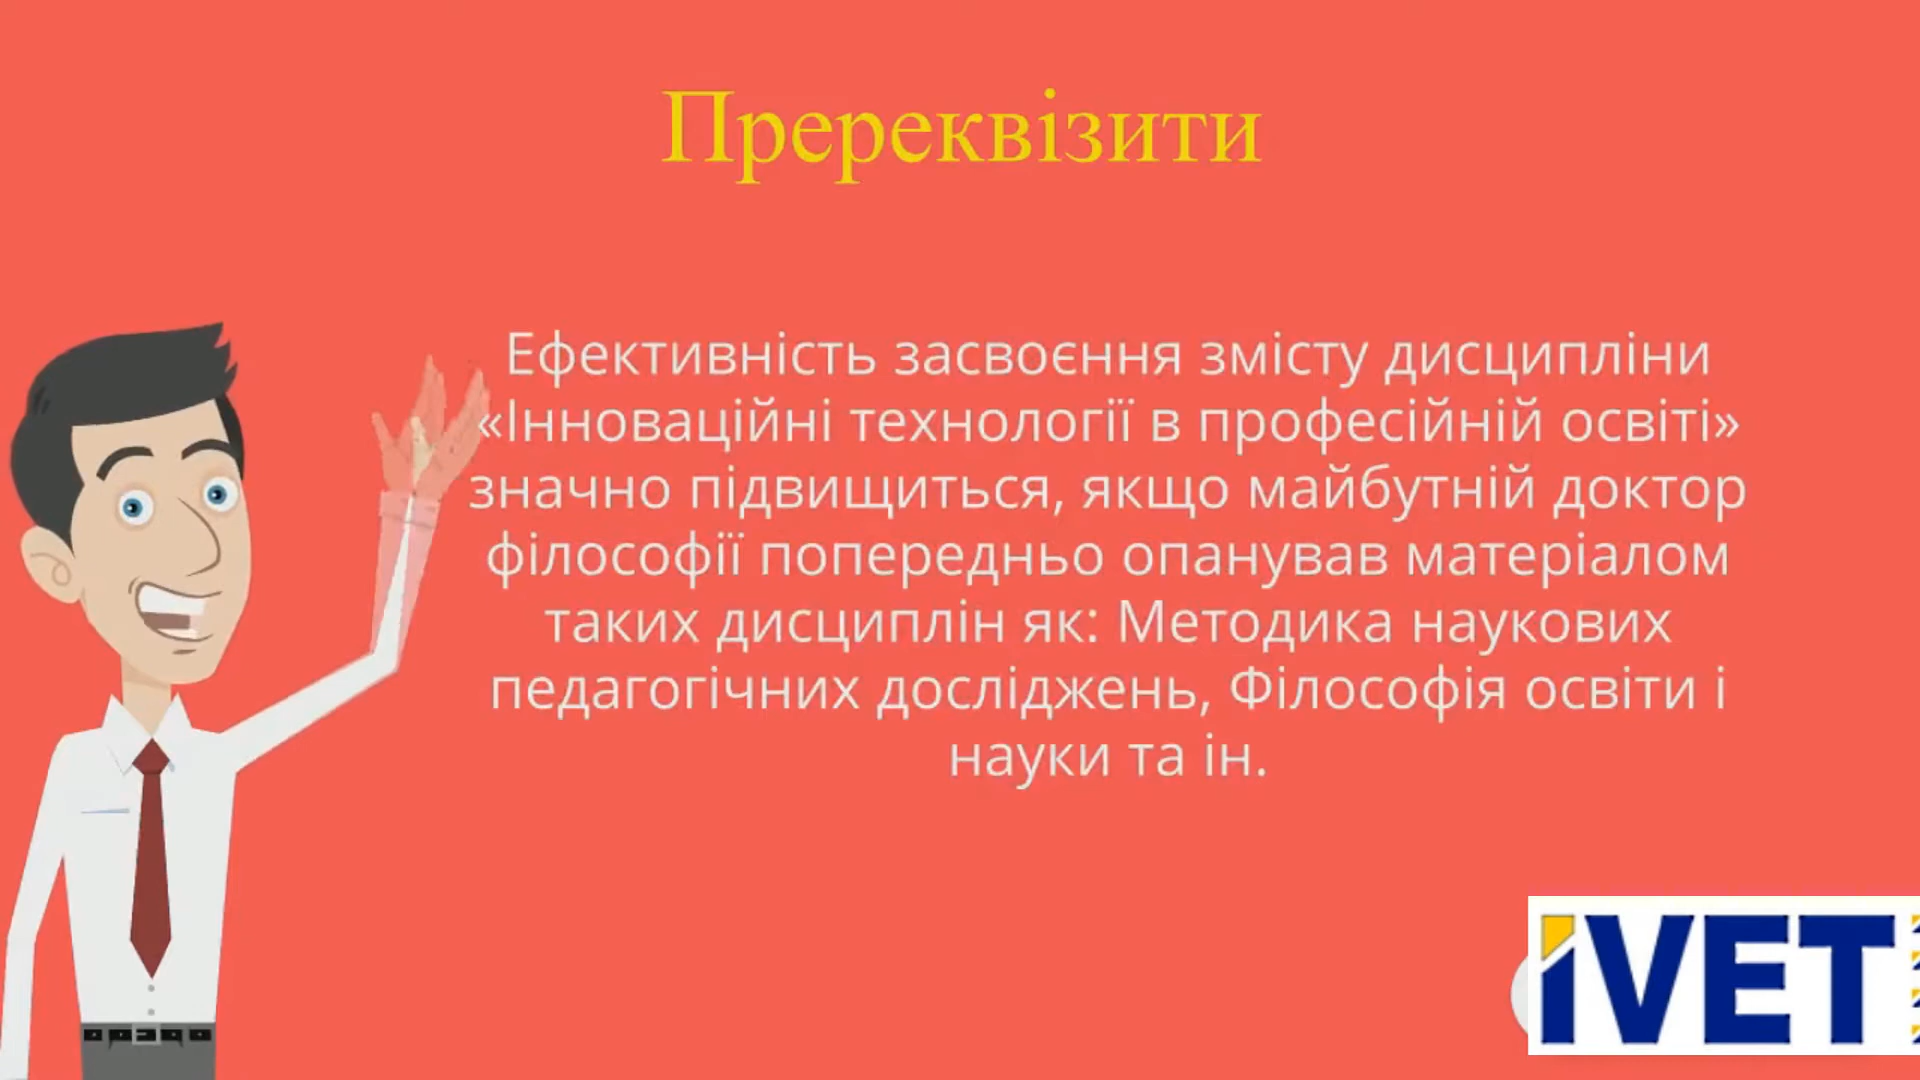 Пререквізити
Ефективність засвоєння змісту дисципліни
«Інноваційні технології в професійній освіті»
значно підвищиться, якщо майбутній доктор
філософії попередньо опанував матеріалом
таких дисциплін як: Методика наукових
педагогічних досліджень, Філософія освіти і
науки та ін.
iVET